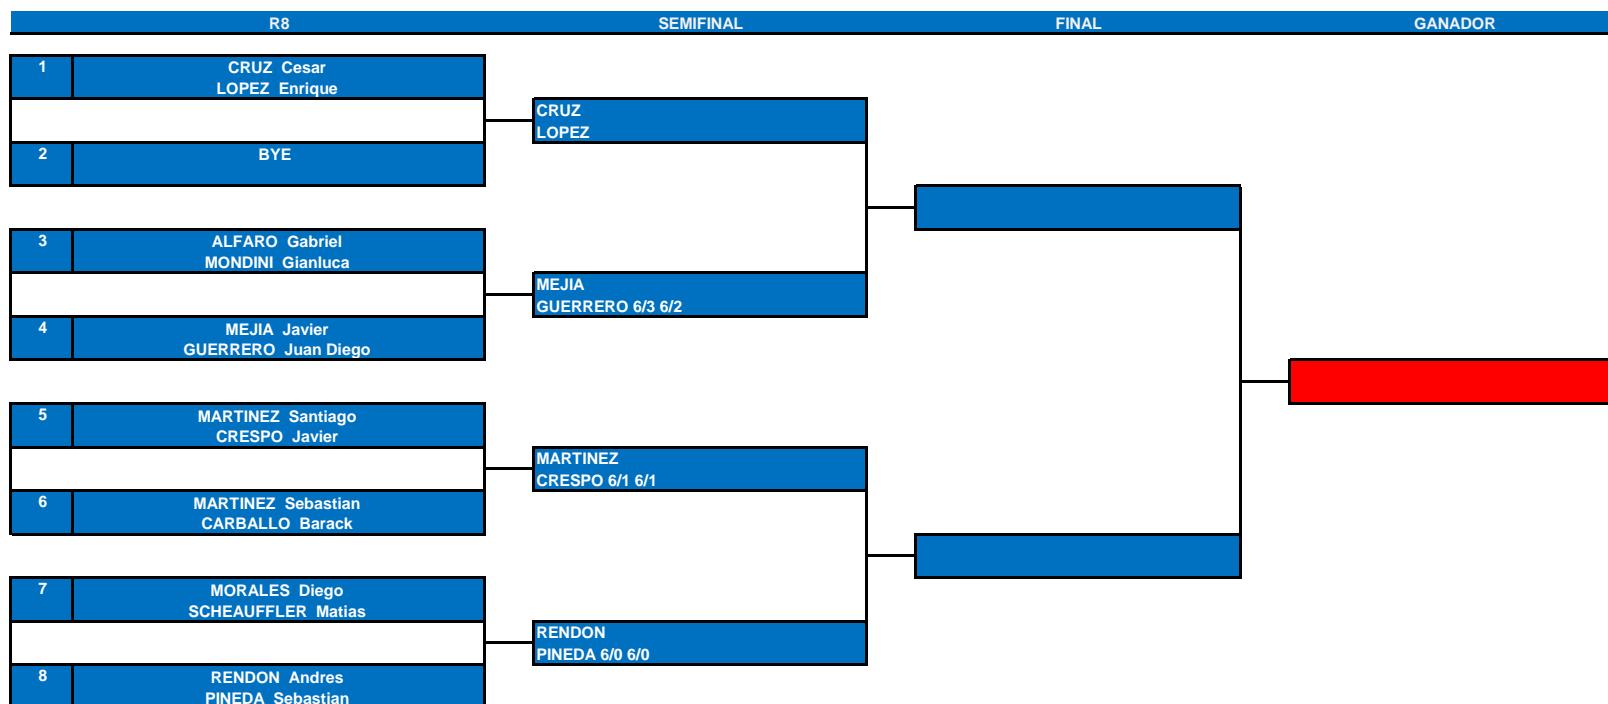 R8 SEMIFINAL FINAL GANADOR
1 CRUZ Cesar
LOPEZ Enrique
CRUZ
LOPEZ
2 BYE
3 ALFARO Gabriel
MONDINI Gianluca
MEJIA
GUERRERO 6/3 6/2
4 MEJIA Javier
GUERRERO Juan Diego
5 MARTINEZ Santiago
CRESPO Javier
MARTINEZ
CRESPO 6/1 6/1
6 MARTINEZ Sebastian
CARBALLO Barack
7 MORALES Diego
SCHEAUFFLER Matias
RENDON
PINEDA 6/0 6/0
8 RENDON Andres
PINEDA Sebastian